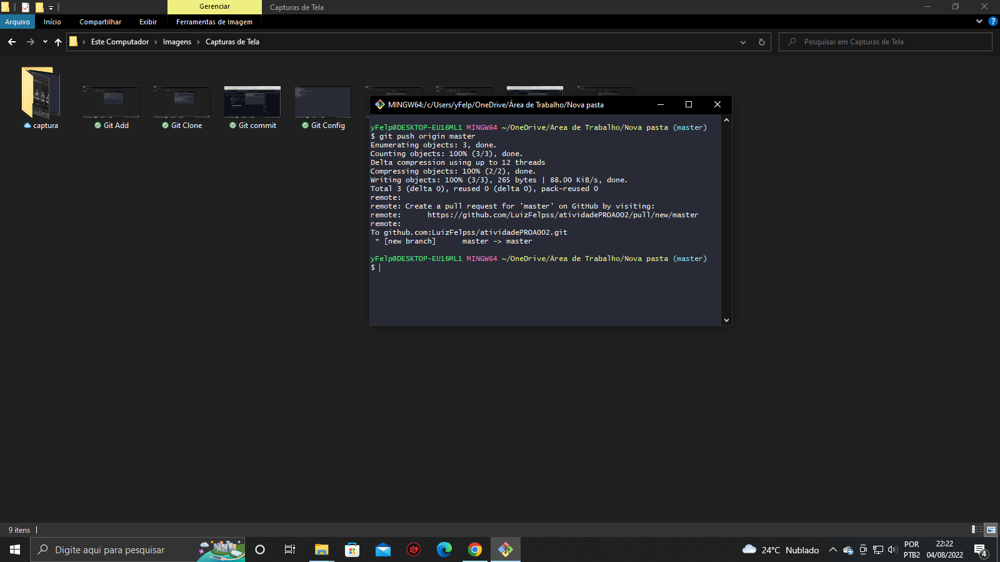 Gerenciar
Capturas de Tela
Arquivo
Início
Compartilhar
Exibir
Ferramentas de Imagem
Este Computador
Imagens
Capturas de Tela
Pesquisar em Capturas de Tela
captura
Git Add
Git Clone
Git commit
Git Config
MINGW64:/c/Users/yFelp/OneDrive/Área de Trabalho/Nova pasta
yFelp@DESKTOP-EU16ML1 MINGW64 ~/OneDrive/Área de Trabalho/Nova pasta (master)
$ git push origin master
Enumerating objects: 3, done.
Counting objects: 100% (3/3), done.
Delta compression using up to 12 threads
Compressing objects: 100% (2/2), done.
Writing objects: 100% (3/3), 265 bytes | 88.00 KiB/s, done.
Total 3 (delta 0), reused 0 (delta 0), pack-reused 0
remote:
remote: Create a pull request for 'master' on GitHub by visiting:
remote:      https://github.com/LuizFelpss/atividadePROA002/pull/new/master
remote:
To github.com:LuizFelpss/atividadePROA002.git
 * [new branch]      master -> master
yFelp@DESKTOP-EU16ML1 MINGW64 ~/OneDrive/Área de Trabalho/Nova pasta (master)
$
9 itens
Digite aqui para pesquisar
24°C Nublado
POR
PTB2
22:22
04/08/2022
4